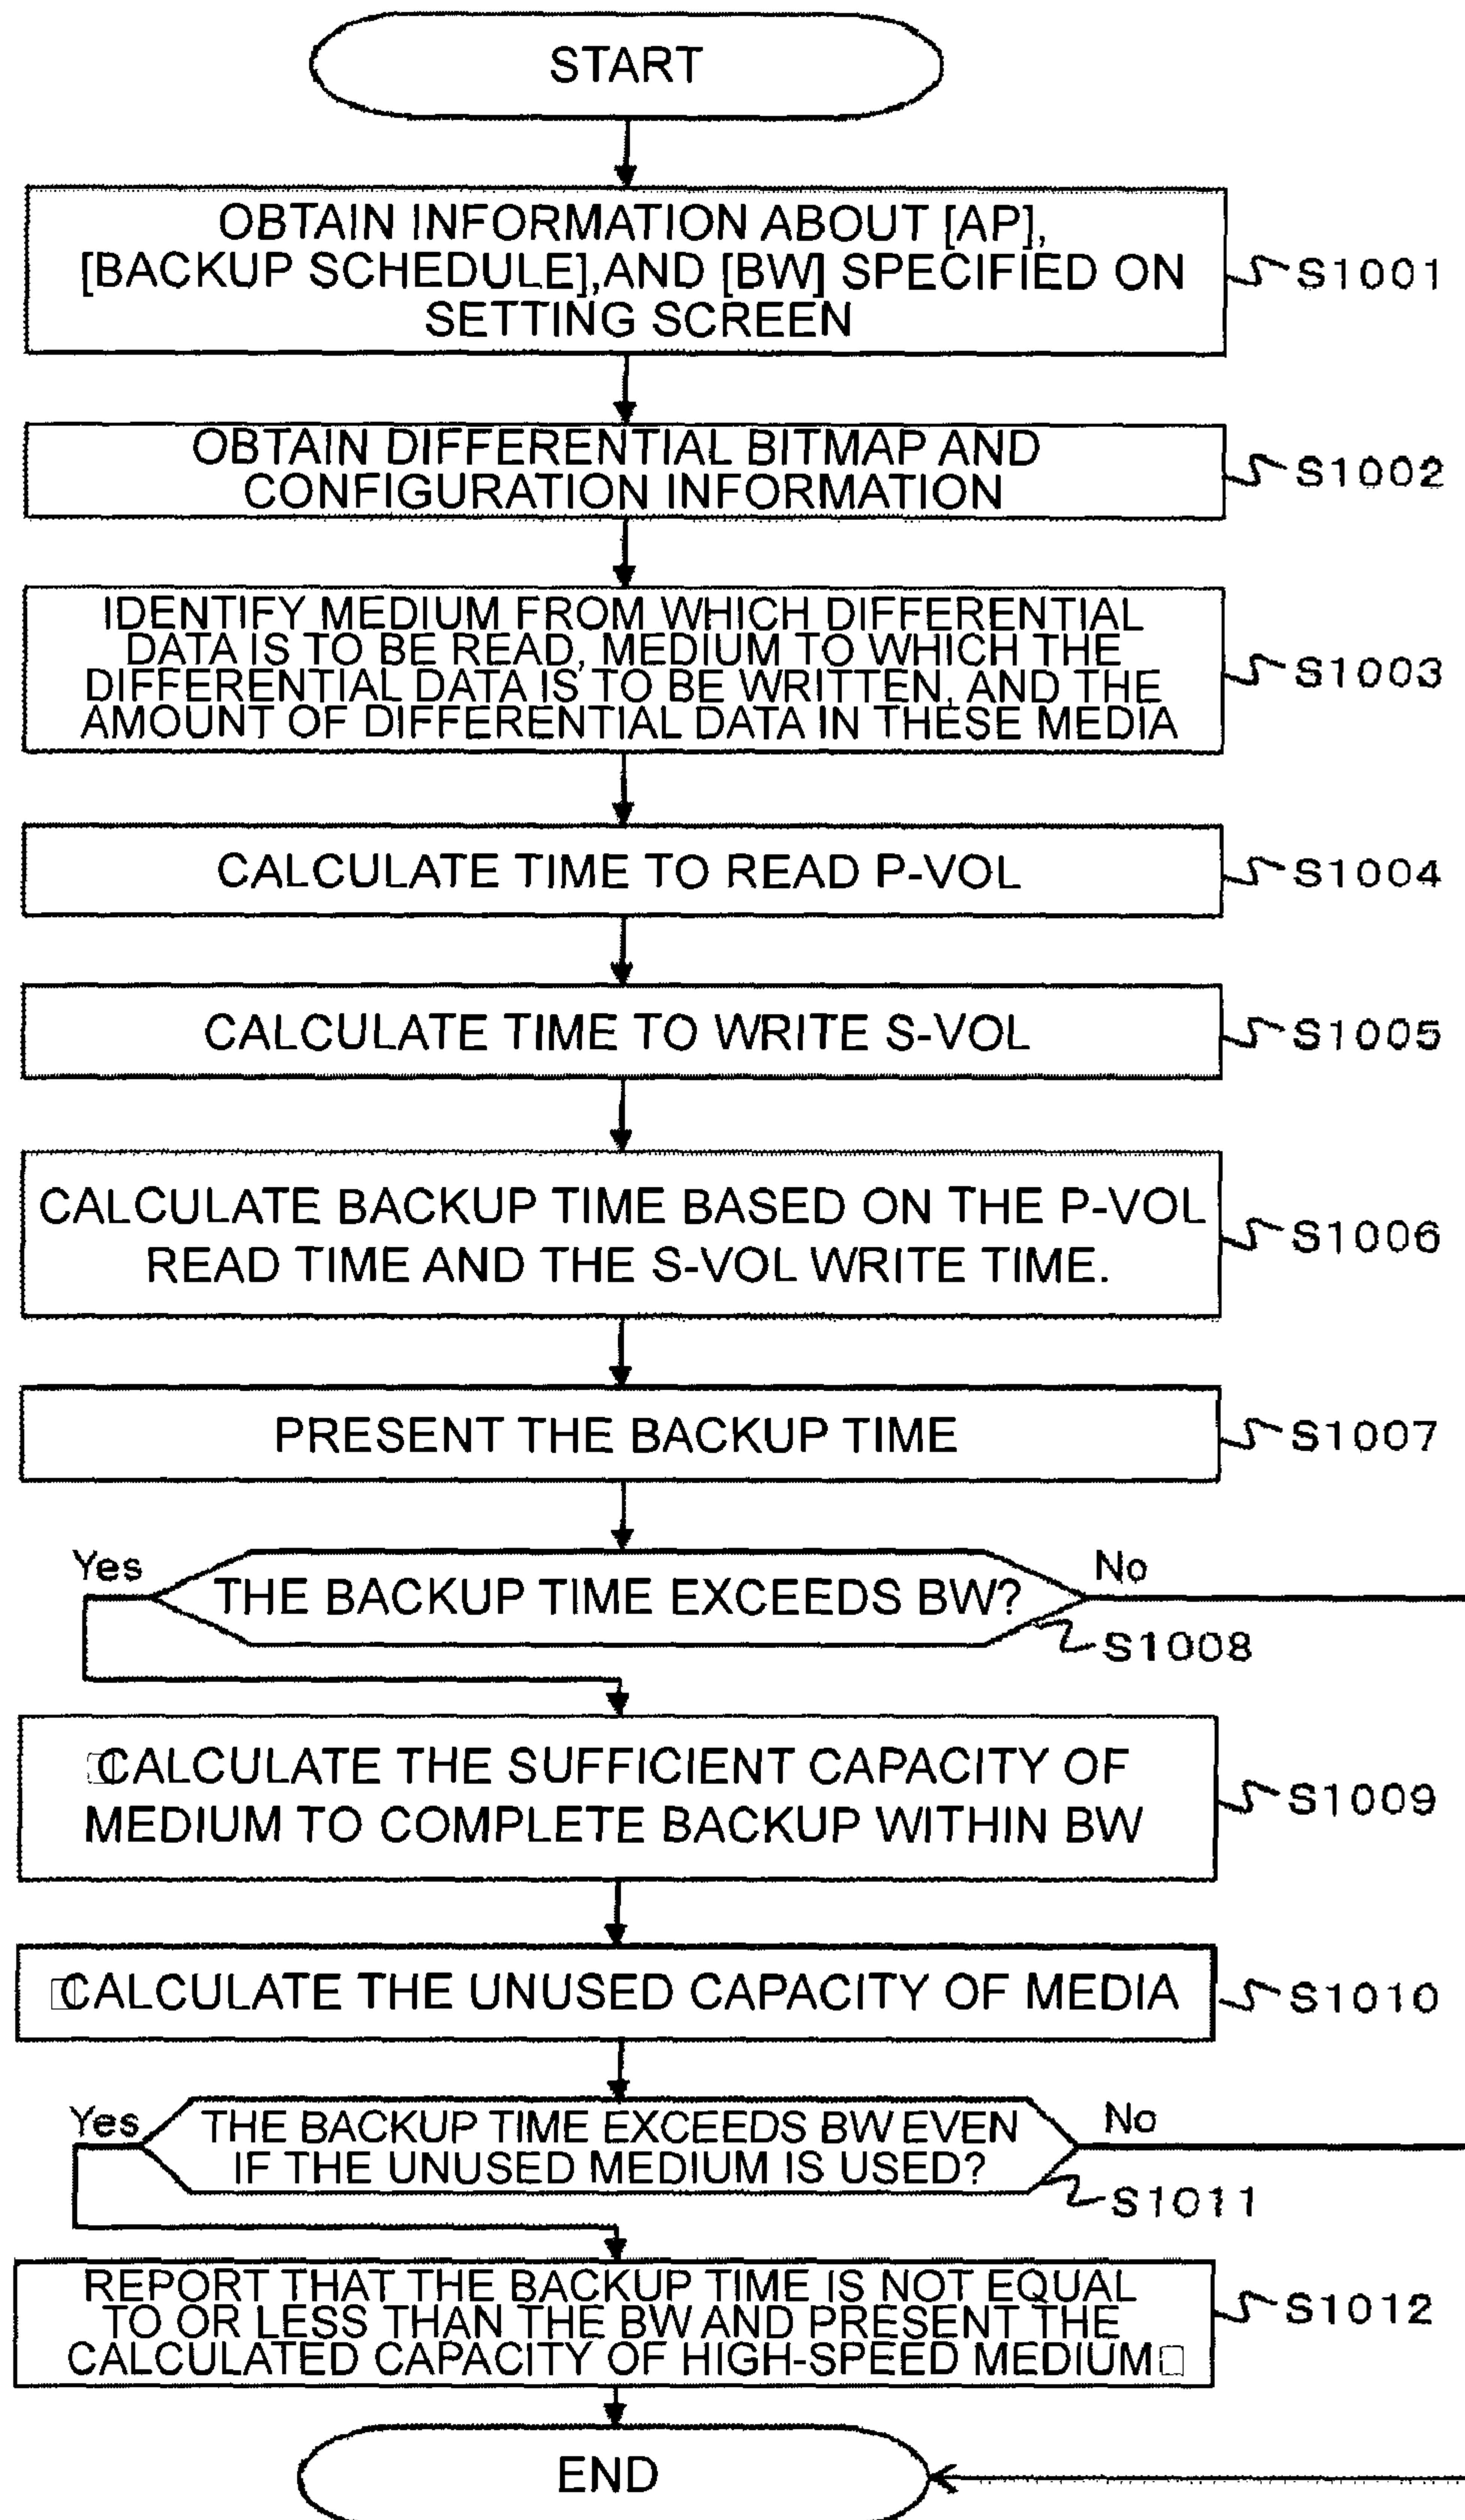 START
OBTAIN INFORMATION ABOUT [AP],
[BACKUP SCHEDULE],AND [BW] SPECIFIED ON
SETTING SCREEN
S1001
OBTAIN DIFFERENTIAL BITMAP AND
CONFIGURATION INFORMATION
S1002
IDENTIFY MEDIUM FROM WHICH DIFFERENTIAL
DATA IS TO BE READ, MEDIUM TO WHICH THE
DIFFERENTIAL DATA IS TO BE WRITTEN, AND THE
AMOUNT OF DIFFERENTIAL DATA IN THESE MEDIA
S1003
CALCULATE TIME TO READ P-VOL
S1004
CALCULATE TIME TO WRITE S-VOL
S1005
CALCULATE BACKUP TIME BASED ON THE P-VOL
READ TIME AND THE S-VOL WRITE TIME.
S1006
PRESENT THE BACKUP TIME
S1007
Yes
THE BACKUP TIME EXCEEDS BW?
No
S1008
CALCULATE THE SUFFICIENT CAPACITY OF
MEDIUM TO COMPLETE BACKUP WITHIN BW
S1009
CALCULATE THE UNUSED CAPACITY OF MEDIA
S1010
Yes
THE BACKUP TIME EXCEEDS BW EVEN
IF THE UNUSED MEDIUM IS USED?
No
S1011
REPORT THAT THE BACKUP TIME IS NOT EQUAL
TO OR LESS THAN THE BW AND PRESENT THE
CALCULATED CAPACITY OF HIGH-SPEED MEDIUM
S1012
END